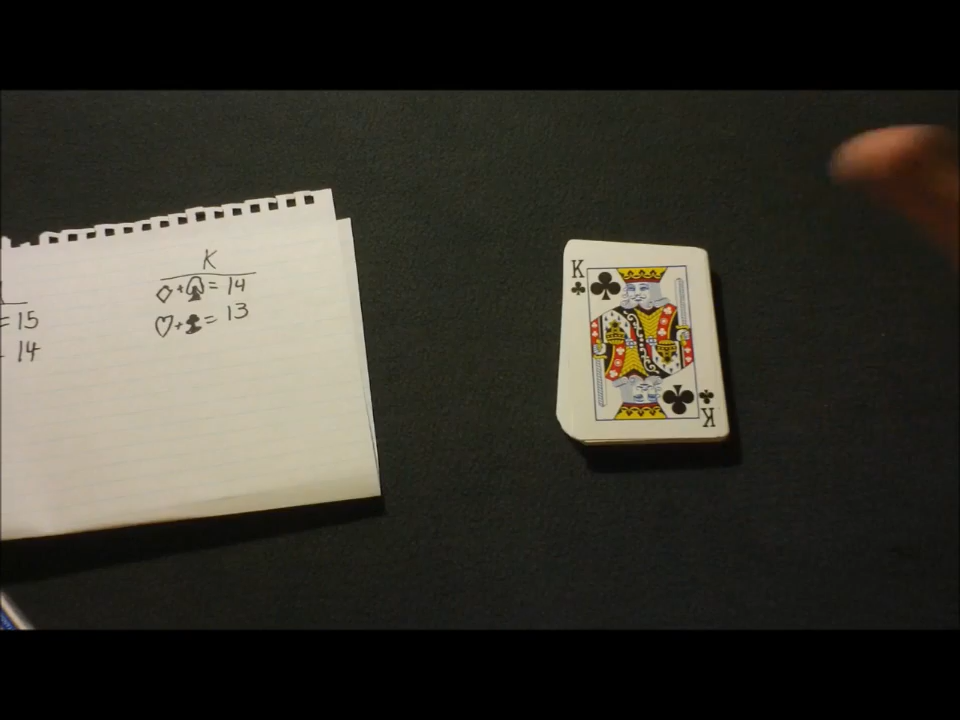 K
◇+♤=14
♡+♣=13
=15
- 14
K
K